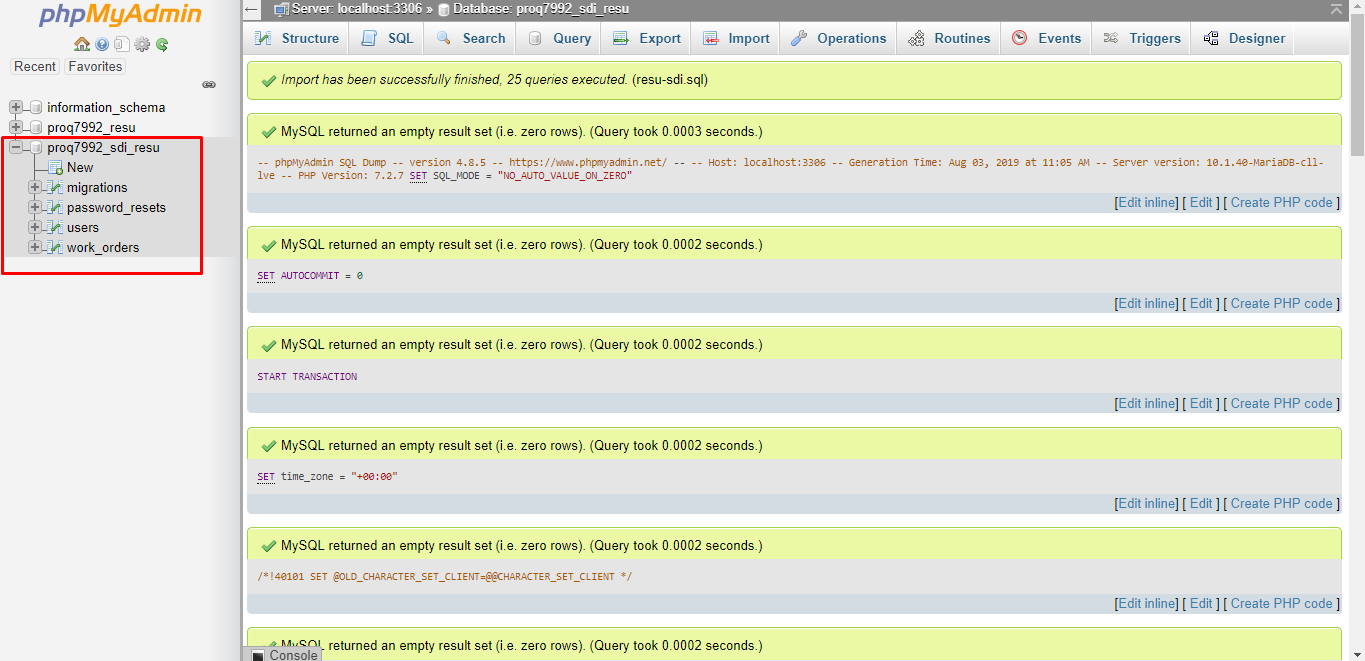 phpMyAdmin
Recent Favorites
information_schema
proq7992_resu
proq7992_sdi_resu
New
migrations
password_resets
users
work_orders
Server: localhost:3306 » Database: proq7992_sdi_resu
Structure SQL Search Query Export Import Operations Routines Events Triggers Designer
Import has been successfully finished, 25 queries executed. (resu-sdi.sql)
MySQL returned an empty result set (i.e. zero rows). (Query took 0.0003 seconds.)
-- phpMyAdmin SQL Dump -- version 4.8.5 -- https://www.phpmyadmin.net/ -- -- Host: localhost:3306 -- Generation Time: Aug 03, 2019 at 11:05 AM -- Server version: 10.1.40-MariaDB-cll-
lve -- PHP Version: 7.2.7 SET SQL_MODE = "NO_AUTO_VALUE_ON_ZERO"
[Edit inline] [ Edit ] [ Create PHP code ]
MySQL returned an empty result set (i.e. zero rows). (Query took 0.0002 seconds.)
SET AUTOCOMMIT = 0
[Edit inline] [ Edit ] [ Create PHP code ]
MySQL returned an empty result set (i.e. zero rows). (Query took 0.0002 seconds.)
START TRANSACTION
[Edit inline] [ Edit ] [ Create PHP code ]
MySQL returned an empty result set (i.e. zero rows). (Query took 0.0002 seconds.)
SET time_zone = "+00:00"
[Edit inline] [ Edit ] [ Create PHP code ]
MySQL returned an empty result set (i.e. zero rows). (Query took 0.0002 seconds.)
/*!40101 SET @OLD_CHARACTER_SET_CLIENT=@@CHARACTER_SET_CLIENT */
[Edit inline] [ Edit ] [ Create PHP code ]
MySQL returned an empty result set (i.e. zero rows). (Query took 0.0002 seconds.)
Console